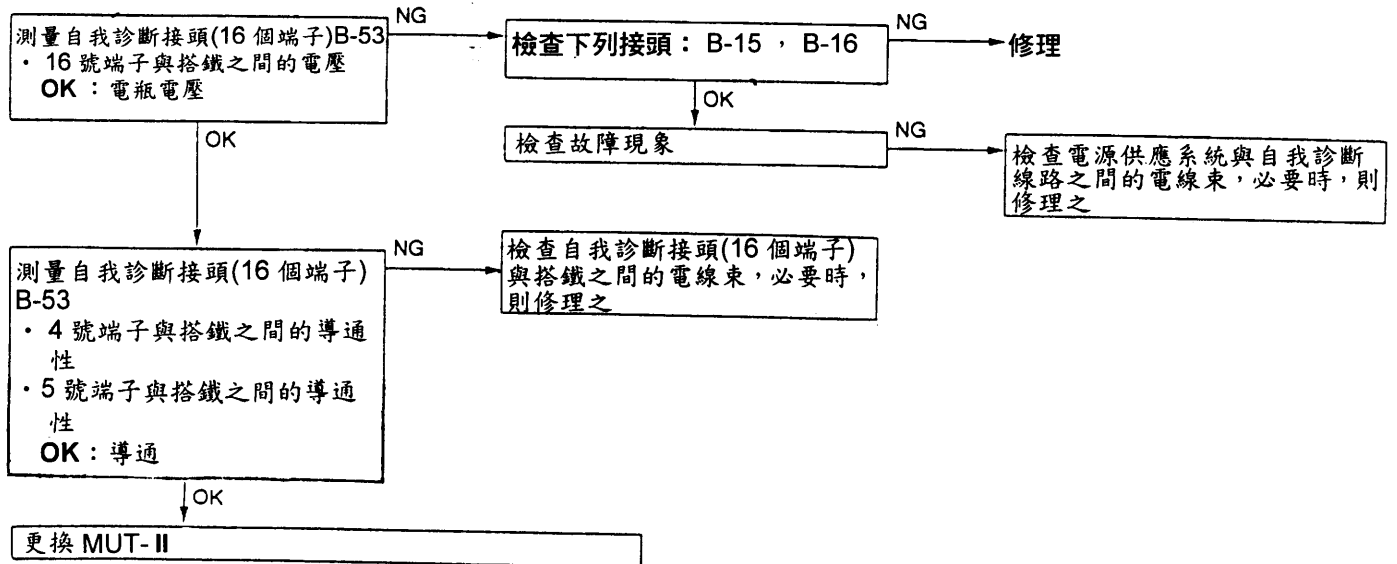 測量自我診斷接頭(16 個端子)B-53
・ 16 號端子與搭鐵之間的電壓
OK ：電瓶電壓
NG
檢查下列接頭： B-15 ， B-16
NG
修理
OK
檢查故障現象
NG
檢查電源供應系統與自我診斷
線路之間的電線束，必要時，則
修理之
OK
測量自我診斷接頭(16 個端子)
B-53
・ 4 號端子與搭鐵之間的導通
性
・ 5 號端子與搭鐵之間的導通
性
OK：導通
NG
檢查自我診斷接頭(16 個端子)
與搭鐵之間的電線束，必要時，
則修理之
OK
更換 MUT-II